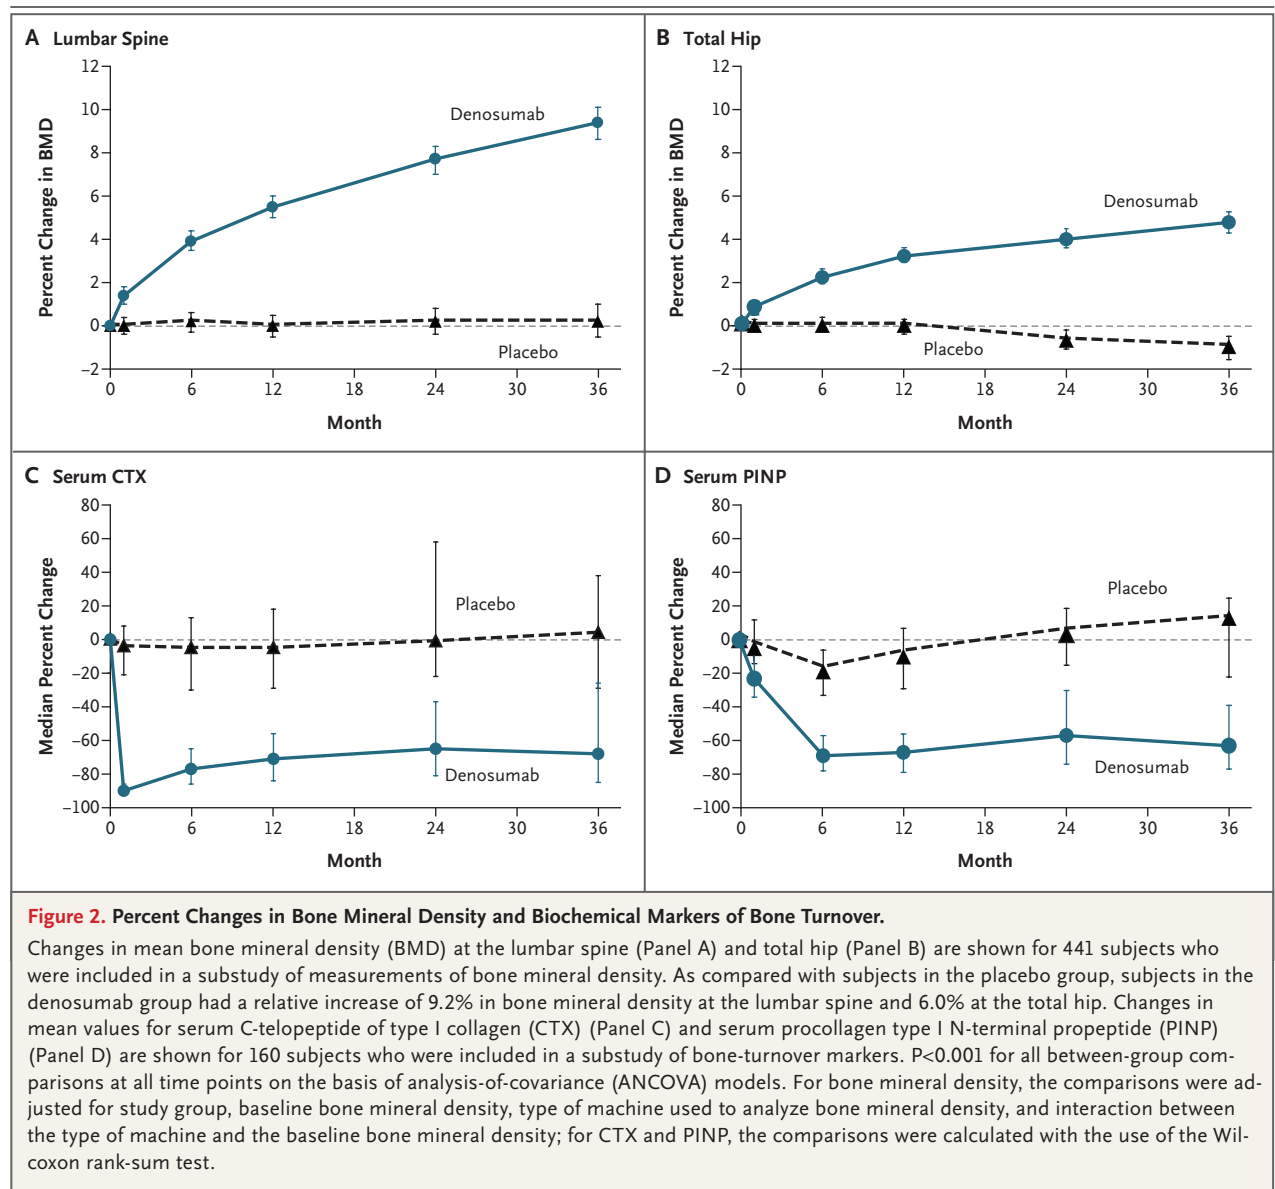 A Lumbar Spine
12
10
8
6
4
2
0
−2
Percent Change in BMD
Denosumab
Placebo
0 6 12 18 24 30 36
Month
B Total Hip
12
10
8
6
4
2
0
−2
Percent Change in BMD
Denosumab
Placebo
0 6 12 18 24 30 36
Month
C Serum CTX
80
60
40
20
0
−20
−40
−60
−80
−100
Median Percent Change
Placebo
Denosumab
0 6 12 18 24 30 36
Month
D Serum PINP
80
60
40
20
0
−20
−40
−60
−80
−100
Median Percent Change
Placebo
Denosumab
0 6 12 18 24 30 36
Month
Figure 2. Percent Changes in Bone Mineral Density and Biochemical Markers of Bone Turnover.
Changes in mean bone mineral density (BMD) at the lumbar spine (Panel A) and total hip (Panel B) are shown for 441 subjects who
were included in a substudy of measurements of bone mineral density. As compared with subjects in the placebo group, subjects in the
denosumab group had a relative increase of 9.2% in bone mineral density at the lumbar spine and 6.0% at the total hip. Changes in
mean values for serum C-telopeptide of type I collagen (CTX) (Panel C) and serum procollagen type I N-terminal propeptide (PINP)
(Panel D) are shown for 160 subjects who were included in a substudy of bone-turnover markers. P<0.001 for all between-group com-
parisons at all time points on the basis of analysis-of-covariance (ANCOVA) models. For bone mineral density, the comparisons were ad-
justed for study group, baseline bone mineral density, type of machine used to analyze bone mineral density, and interaction between
the type of machine and the baseline bone mineral density; for CTX and PINP, the comparisons were calculated with the use of the Wil-
coxon rank-sum test.